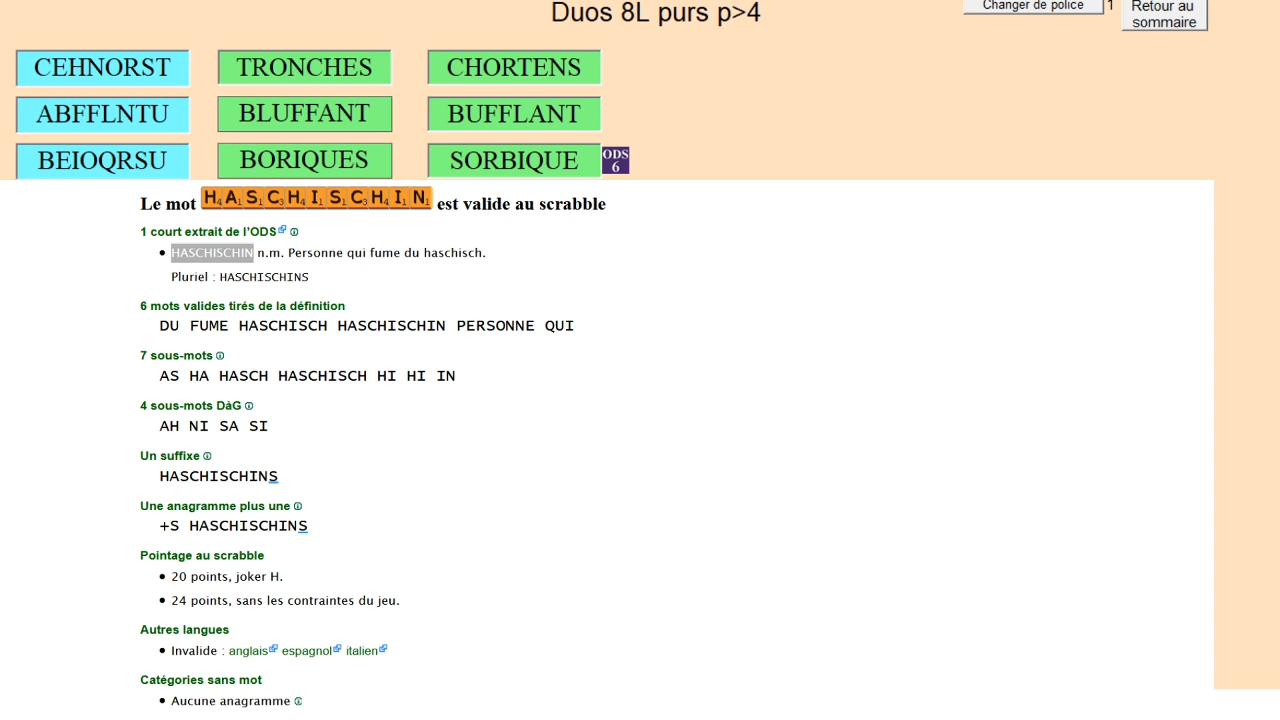 Duos 8L purs p>4
Changer de police 1 Retour au
sommaire
CEHNORST TRONCHES CHORTENS
ABFFLNTU BLUFFANT BUFFLANT
BEIOQRSU BORIQUES SORBIQUE ODS 6
Le mot H4A1S1C3H4I1S1C3H4I1N1 est valide au scrabble
1 court extrait de l'ODS
• HASCHISCHIN n.m. Personne qui fume du haschisch.
Pluriel : HASCHISCHINS
6 mots valides tirés de la définition
DU FUME HASCHISCH HASCHISCHIN PERSONNE QUI
7 sous-mots
AS HA HASCH HASCHISCH HI HI IN
4 sous-mots DàG
AH NI SA SI
Un suffixe
HASCHISCHINS
Une anagramme plus une
+S HASCHISCHINS
Pointage au scrabble
• 20 points, joker H.
• 24 points, sans les contraintes du jeu.
Autres langues
• Invalide : anglais espagnol italien
Catégories sans mot
• Aucune anagramme